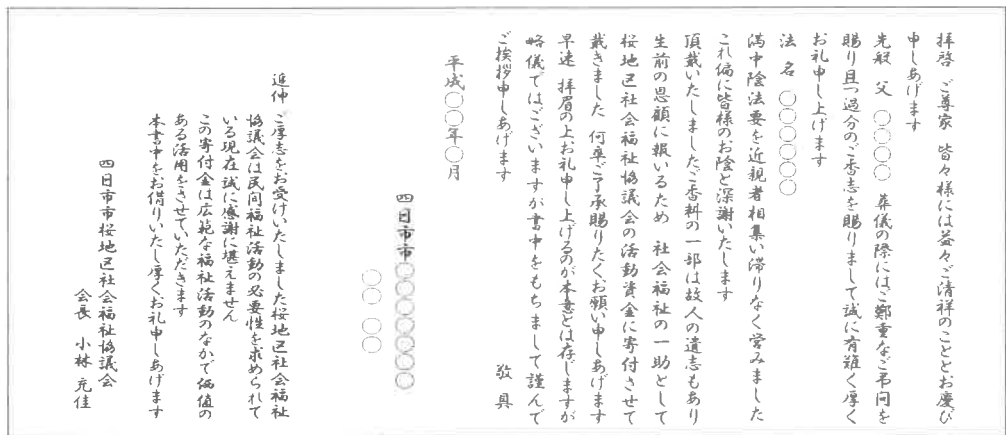 拝啓 ご尊家 皆々様には益々ご清祥のこととお慶び
申しあげます
先般 父 〇〇〇〇 葬儀の際にはご鄭重なご弔問を
賜り且つ過分のご香志を賜りまして誠に有難く厚く
お礼申し上げます
法名 〇〇〇〇〇〇
満中陰法要を近親者相集い滞りなく営みました
これ偏に皆様のお陰と深謝いたします
頂戴いたしましたご香料の一部は故人の遺志もあり
生前の恩顧に報いるため 社会福祉の一助として
桜地区社会福祉協議会の活動資金に寄付させて
戴きました 何卒ご了承賜りたくお願い申しあげます
早速 拝眉の上お礼申し上げるのが本意とは存じますが
略儀ではございますが書中をもちまして謹んで
ご挨拶申しあげます 敬具
平成〇〇年〇月
四日市市〇〇〇〇〇〇〇
〇〇 〇〇
追伸 ご厚志をお受けいたしました桜地区社会福祉
協議会は民間福祉活動の必要性を求められて
いる現在誠に感謝に堪えません
この寄付金は広範な福祉活動のなかで価値の
ある活用をさせていただきます
本書中をお借りいたし厚くお礼申しあげます
四日市市桜地区社会福祉協議会
会長 小林 充佳